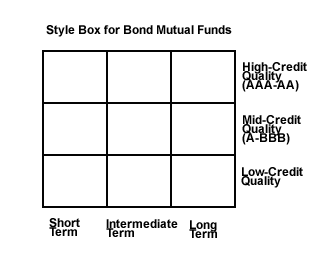 Style Box for Bond Mutual Funds
High-Credit
Quality
(AAA-AA)
Mid-Credit
Quality
(A-BBB)
Low-Credit
Quality
Short
Term
Intermediate
Term
Long
Term